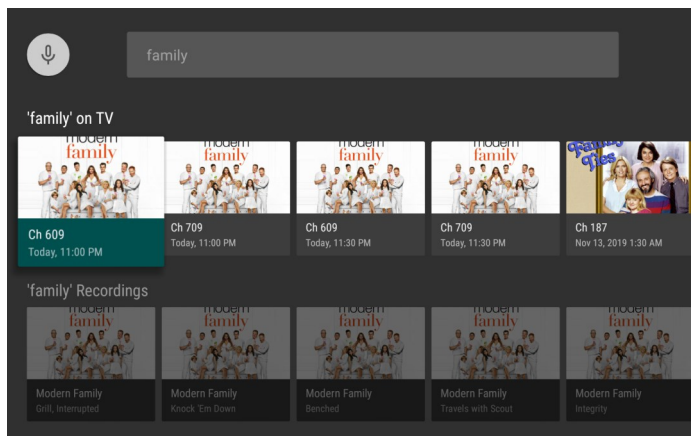 family
'family' on TV
modern
family
Ch 609
Today, 11:00 PM
modern
family
Ch 709
Today, 11:00 PM
modern
family
Ch 609
Today, 11:30 PM
modern
family
Ch 709
Today, 11:30 PM
Family
Ties
Ch 187
Nov 13, 2019 1:30 AM
'family' Recordings
modern
family
Modern Family
Grill, Interrupted
modern
family
Modern Family
Knock 'Em Down
modern
family
Modern Family
Benched
modern
family
Modern Family
Travels with Scout
modern
family
Modern Family
Integrity